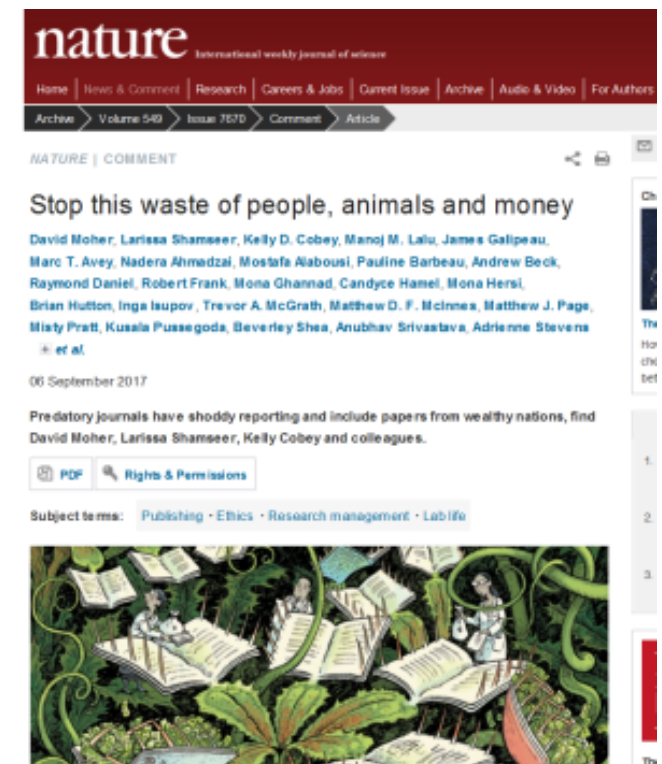 nature International weekly journal of science
Home News & Comment Research Careers & Jobs Current Issue Archive Audio & Video For Authors
Archive Volume 549 Issue 7670 Comment Article
NATURE | COMMENT
Stop this waste of people, animals and money
David Moher, Larissa Shamseer, Kelly D. Cobey, Manoj M. Lalu, James Galipeau,
Marc T. Avey, Nadera Ahmadzai, Mostafa Alabousi, Pauline Barbeau, Andrew Beck,
Raymond Daniel, Robert Frank, Mona Ghannad, Candyce Hamel, Mona Hersi,
Brian Hutton, Inga Isupov, Trevor A. McGrath, Matthew D. F. McInnes, Matthew J. Page,
Misty Pratt, Kusala Pussegoda, Beverley Shea, Anubhav Srivastava, Adrienne Stevens
+ et al.
06 September 2017
Predatory journals have shoddy reporting and include papers from wealthy nations, find
David Moher, Larissa Shamseer, Kelly Cobey and colleagues.
PDF Rights & Permissions
Subject terms: Publishing · Ethics · Research management · Lab life
1.
2.
3.